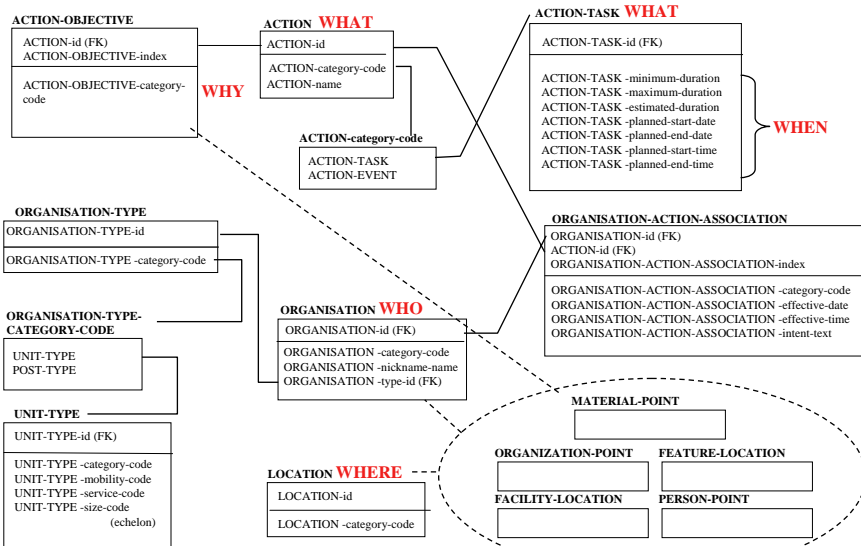 ACTION-OBJECTIVE
ACTION-id (FK)
ACTION-OBJECTIVE-index
ACTION-OBJECTIVE-category-
code
WHY
ACTION WHAT
ACTION-id
ACTION-category-code
ACTION-name
ACTION-category-code
ACTION-TASK
ACTION-EVENT
ACTION-TASK WHAT
ACTION-TASK-id (FK)
ACTION-TASK -minimum-duration
ACTION-TASK -maximum-duration
ACTION-TASK -estimated-duration
ACTION-TASK -planned-start-date
ACTION-TASK -planned-end-date
ACTION-TASK -planned-start-time
ACTION-TASK -planned-end-time
WHEN
ORGANISATION-TYPE
ORGANISATION-TYPE-id
ORGANISATION-TYPE -category-code
ORGANISATION-TYPE-
CATEGORY-CODE
UNIT-TYPE
POST-TYPE
UNIT-TYPE
UNIT-TYPE-id (FK)
UNIT-TYPE -category-code
UNIT-TYPE -mobility-code
UNIT-TYPE -service-code
UNIT-TYPE -size-code
(echelon)
ORGANISATION WHO
ORGANISATION-id (FK)
ORGANISATION -category-code
ORGANISATION -nickname-name
ORGANISATION -type-id (FK)
ORGANISATION-ACTION-ASSOCIATION
ORGANISATION-id (FK)
ACTION-id (FK)
ORGANISATION-ACTION-ASSOCIATION-index
ORGANISATION-ACTION-ASSOCIATION -category-code
ORGANISATION-ACTION-ASSOCIATION -effective-date
ORGANISATION-ACTION-ASSOCIATION -effective-time
ORGANISATION-ACTION-ASSOCIATION -intent-text
LOCATION WHERE
LOCATION-id
LOCATION -category-code
MATERIAL-POINT
ORGANIZATION-POINT
FEATURE-LOCATION
FACILITY-LOCATION
PERSON-POINT